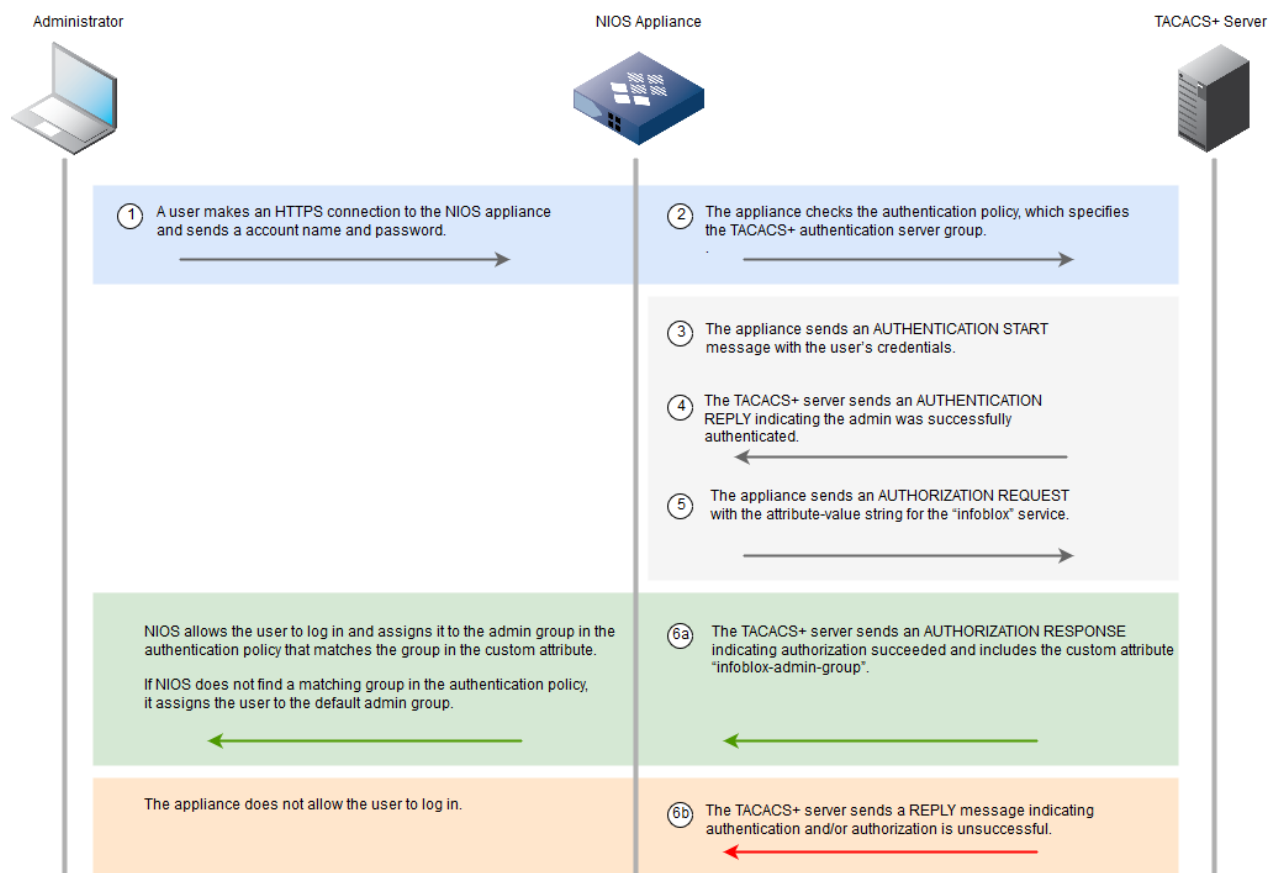 Administrator
NIOS Appliance
TACACS+ Server
1
A user makes an HTTPS connection to the NIOS appliance
and sends a account name and password.
2
The appliance checks the authentication policy, which specifies
the TACACS+ authentication server group.
.
3
The appliance sends an AUTHENTICATION START
message with the user’s credentials.
4
The TACACS+ server sends an AUTHENTICATION
REPLY indicating the admin was successfully
authenticated.
5
The appliance sends an AUTHORIZATION REQUEST
with the attribute-value string for the “infoblox” service.
NIOS allows the user to log in and assigns it to the admin group in the
authentication policy that matches the group in the custom attribute.
If NIOS does not find a matching group in the authentication policy,
it assigns the user to the default admin group.
6a
The TACACS+ server sends an AUTHORIZATION RESPONSE
indicating authorization succeeded and includes the custom attribute
“infoblox-admin-group”.
The appliance does not allow the user to log in.
6b
The TACACS+ server sends a REPLY message indicating
authentication and/or authorization is unsuccessful.